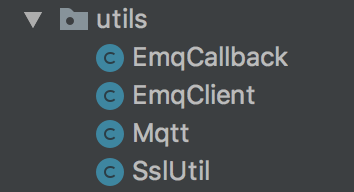 utils
C EmqCallback
C EmqClient
C Mqtt
C SslUtil